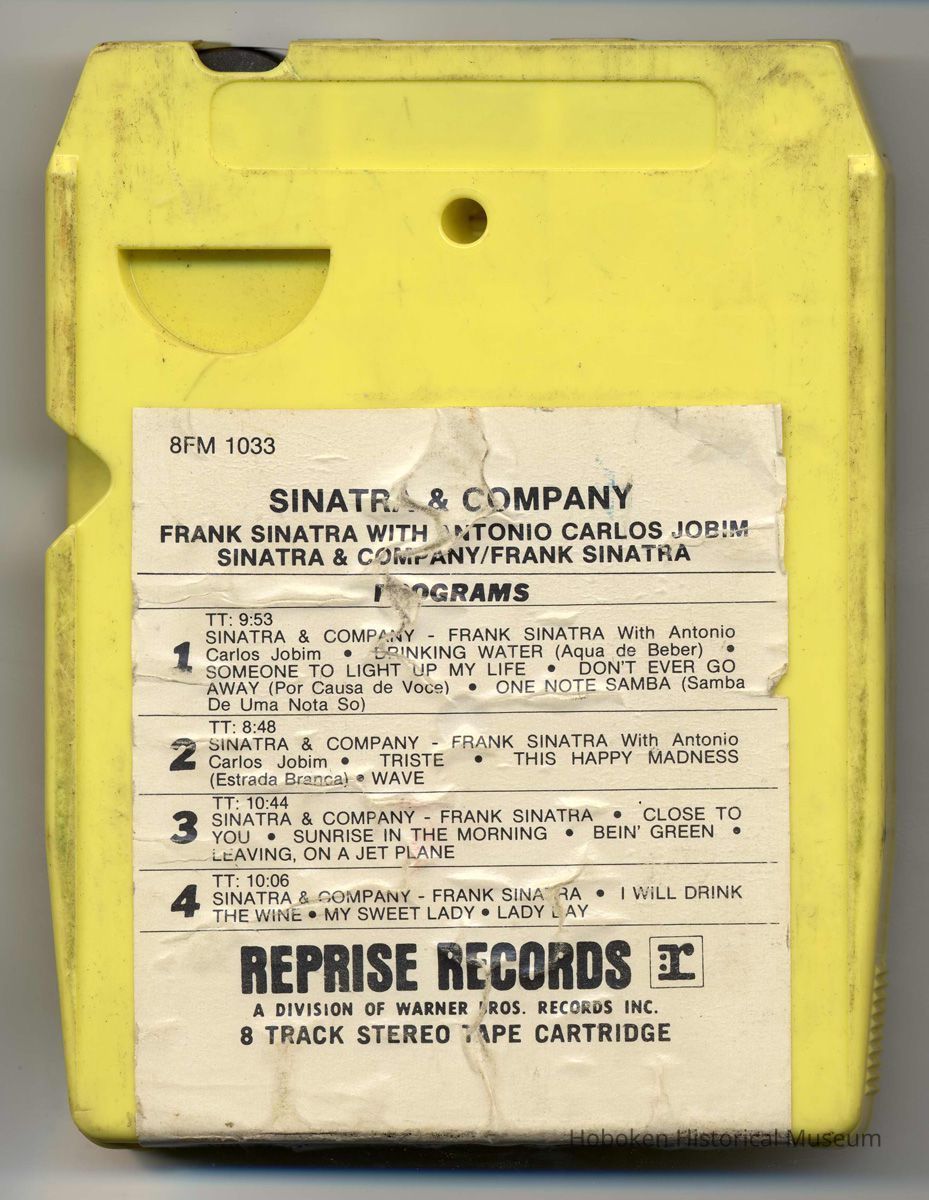 8FM 1033
SINATRA & COMPANY
FRANK SINATRA WITH ANTONIO CARLOS JOBIM
SINATRA & COMPANY/FRANK SINATRA
PROGRAMS
TT: 9:53
1 SINATRA & COMPANY - FRANK SINATRA With Antonio
Carlos Jobim • DRINKING WATER (Aqua de Beber) •
SOMEONE TO LIGHT UP MY LIFE • DON'T EVER GO
AWAY (Por Causa de Voce) • ONE NOTE SAMBA (Samba
De Uma Nota So)
TT: 8:48
2 SINATRA & COMPANY - FRANK SINATRA With Antonio
Carlos Jobim • TRISTE • THIS HAPPY MADNESS
(Estrada Branca) • WAVE
TT: 10:44
3 SINATRA & COMPANY - FRANK SINATRA • CLOSE TO
YOU • SUNRISE IN THE MORNING • BEIN' GREEN •
LEAVING, ON A JET PLANE
TT: 10:06
4 SINATRA & COMPANY - FRANK SINATRA • I WILL DRINK
THE WINE • MY SWEET LADY • LADY DAY
REPRISE RECORDS r
A DIVISION OF WARNER BROS. RECORDS INC.
8 TRACK STEREO TAPE CARTRIDGE
Hoboken Historical Museum